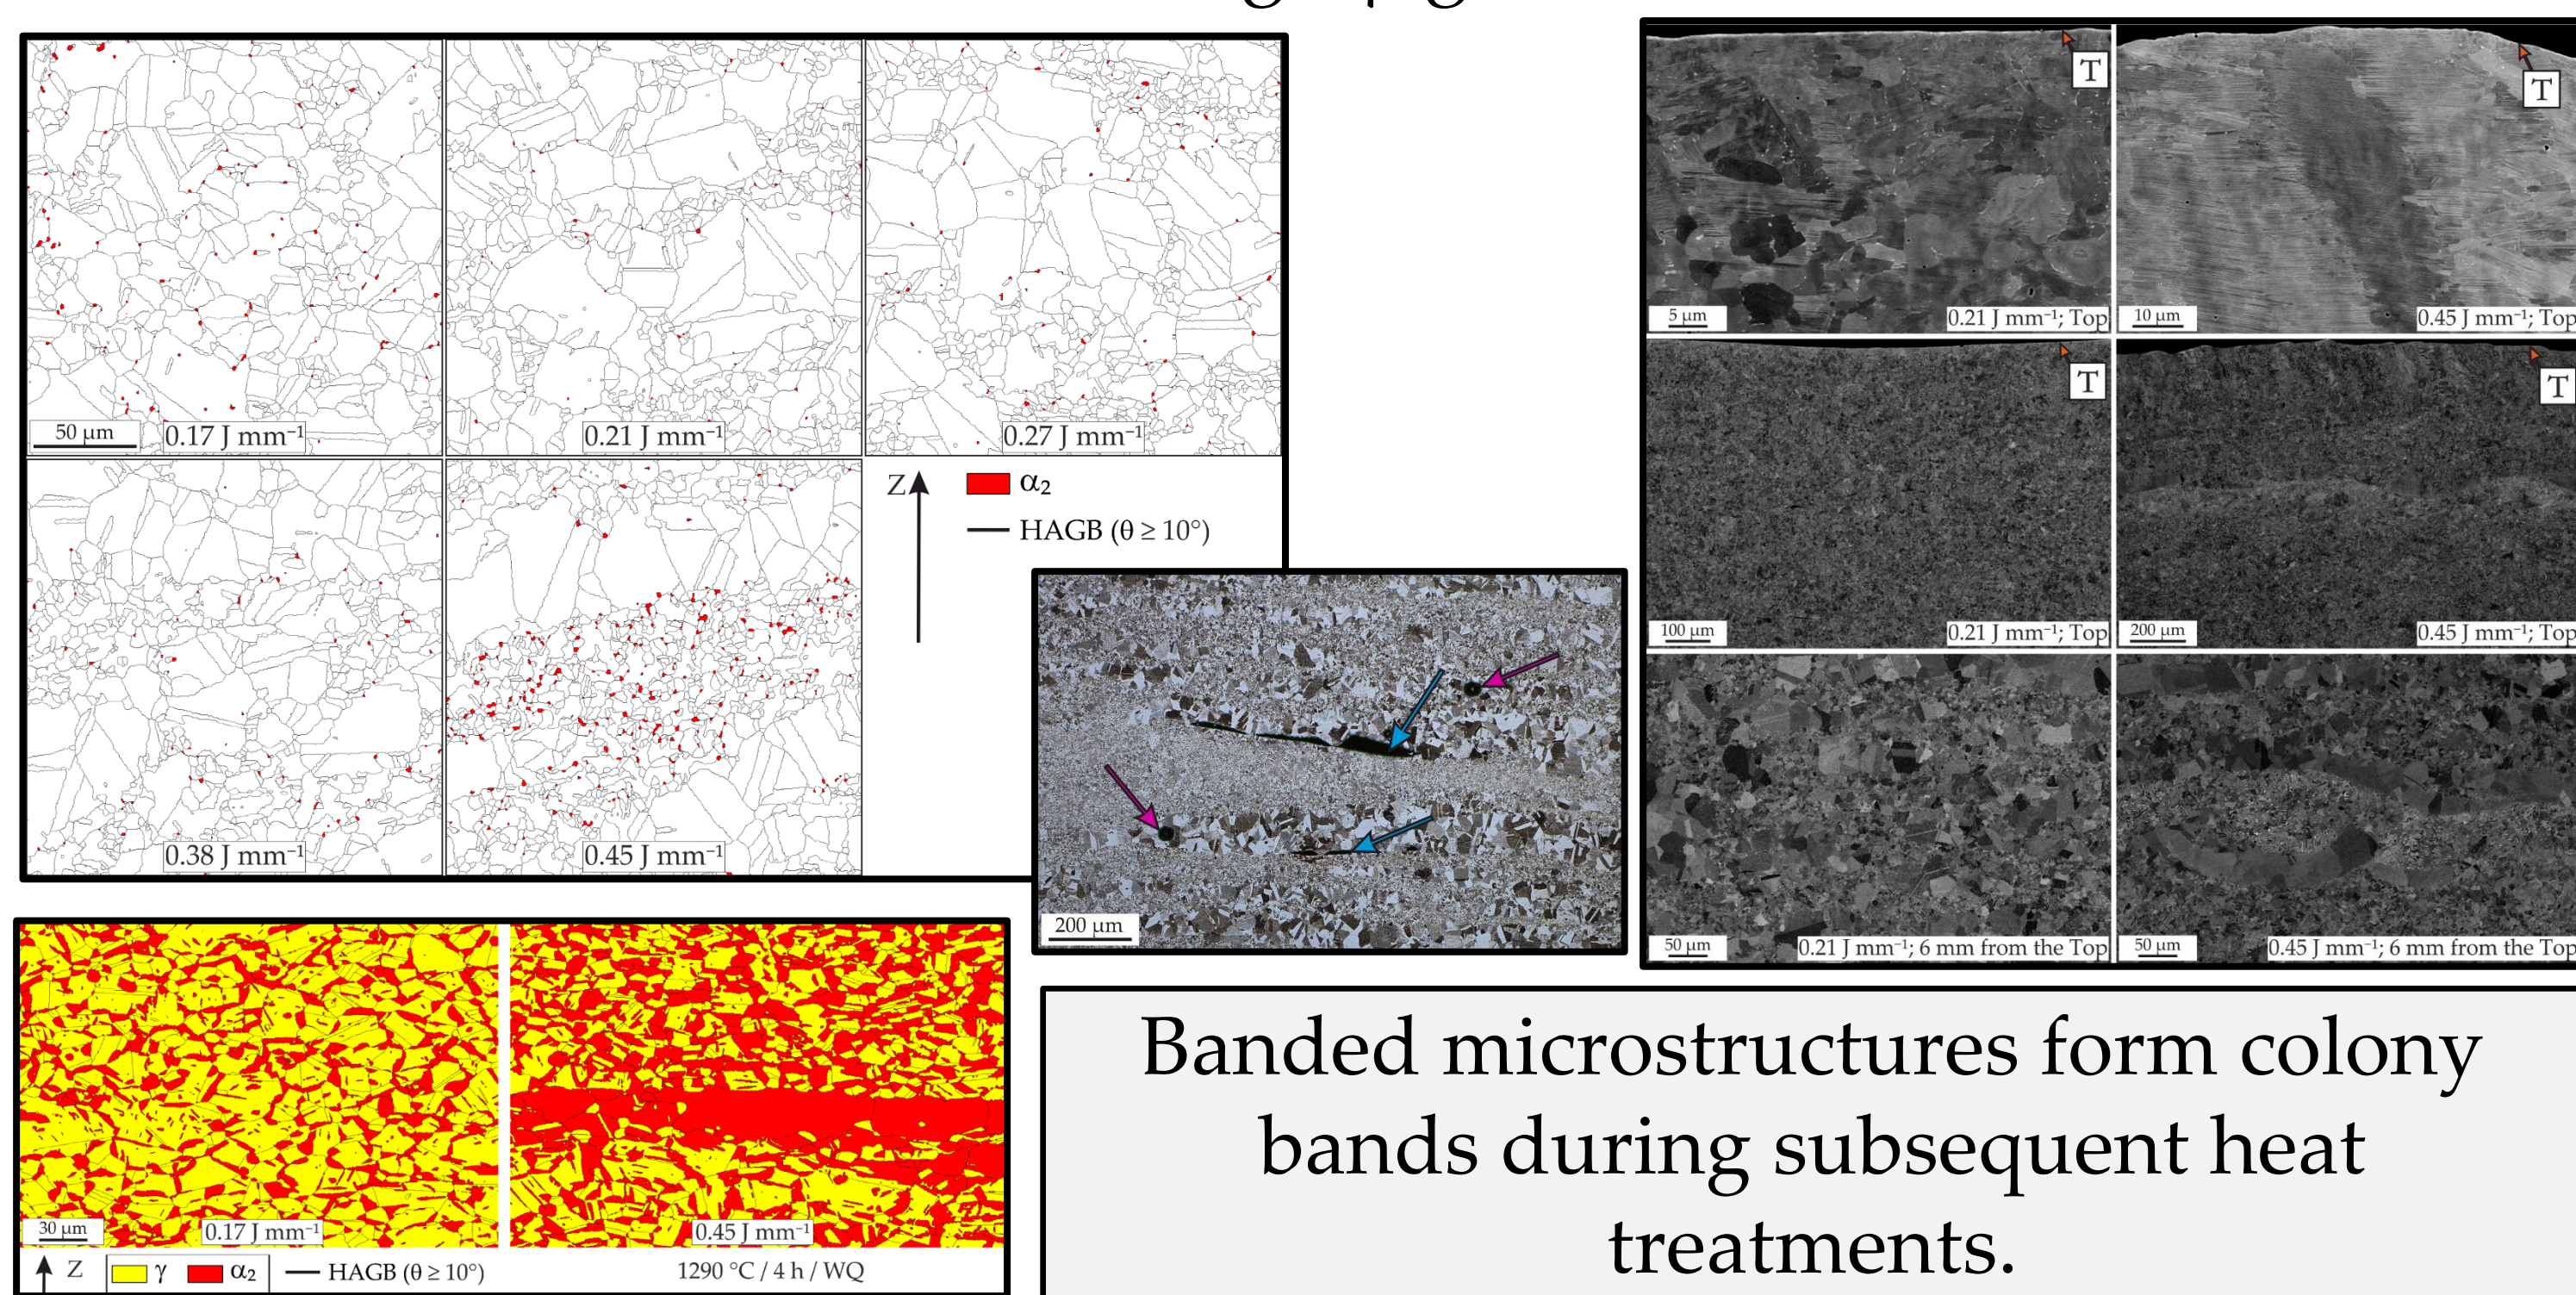 T
T
5 µm
0.21 J mm⁻¹; Top
10 µm
0.45 J mm⁻¹; Top
T
T
100 µm
0.21 J mm⁻¹; Top
200 µm
0.45 J mm⁻¹; Top
50 µm
0.21 J mm⁻¹; 6 mm from the Top
50 µm
0.45 J mm⁻¹; 6 mm from the Top
50 µm
0.17 J mm⁻¹
0.21 J mm⁻¹
0.27 J mm⁻¹
Z
α₂
HAGB (θ ≥ 10°)
0.38 J mm⁻¹
0.45 J mm⁻¹
200 µm
30 µm
0.17 J mm⁻¹
0.45 J mm⁻¹
Z
γ
α₂
HAGB (θ ≥ 10°)
1290 °C / 4 h / WQ
Banded microstructures form colony
bands during subsequent heat
treatments.